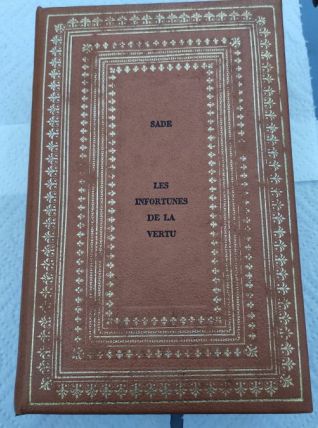 SADE
LES
INFORTUNES
DE LA
VERTU